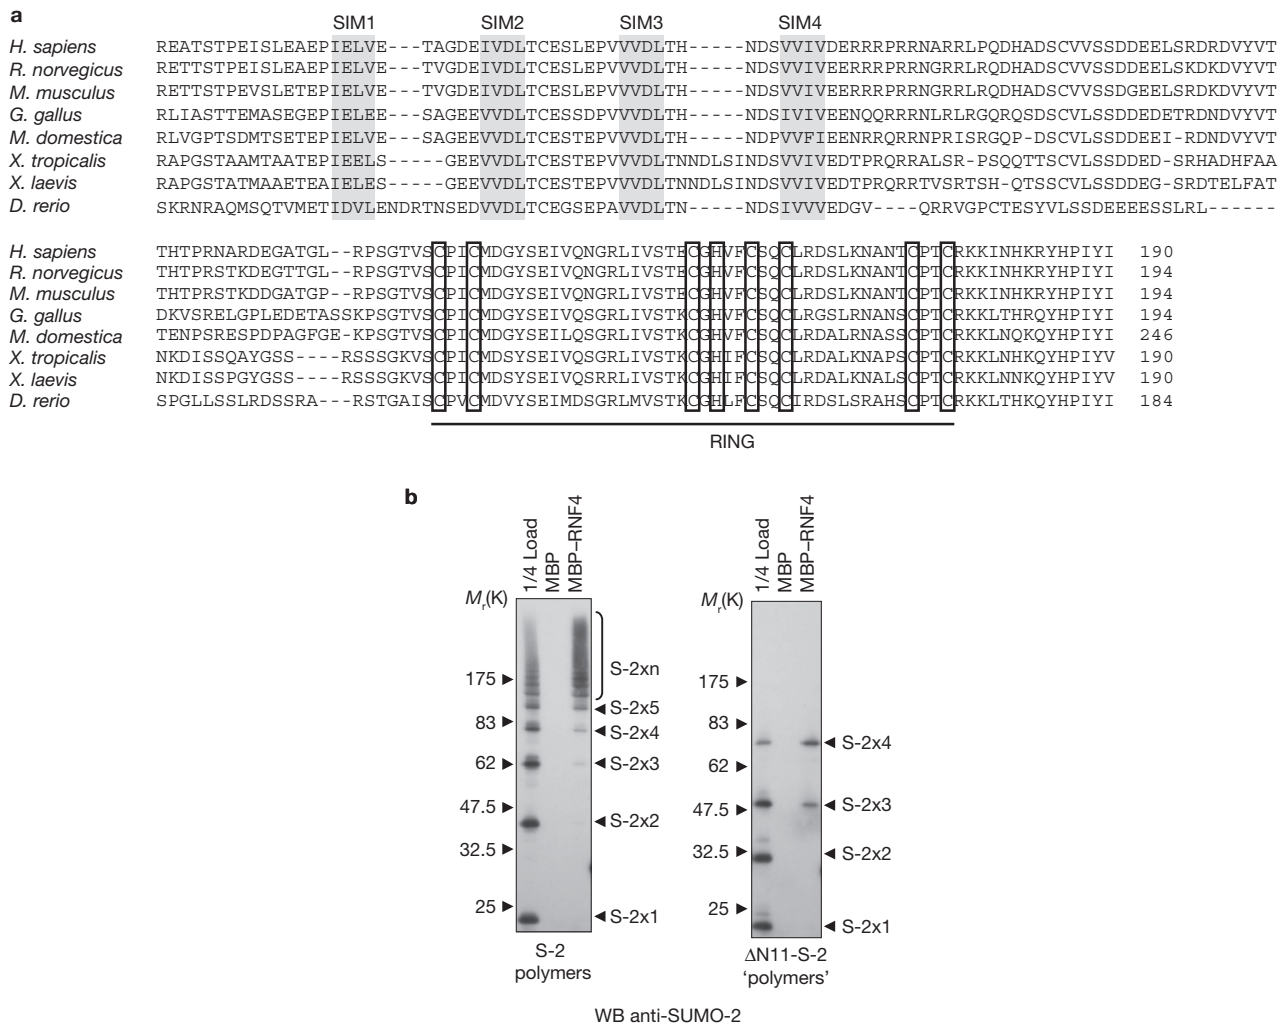 a
SIM1 SIM2 SIM3 SIM4
H. sapiens REATSTPEISLEAEPIELVE---TAGDEIVDLTCESLEPVVVDLTH-----NDSVVIVDERRRPRRNARRLPQDHADSCVVSSDDEELSRDRDVYVT
R. norvegicus RETTSTPEISLEAEPIELVE---TVGDEIVDLTCESLEPVVVDLTH-----NDSVVIVEERRRPRRNGRRLRQDHADSCVVSSDDEELSKDKDVYVT
M. musculus RETTSTPEVSLETEPIELVE---TVGDEIVDLTCESLEPVVVDLTH-----NDSVVIVEERRRPRRNGRRLRQDHADSCVVSSDDEELSRDKDVYVT
G. gallus RLIASTTEMASEGEPIELEE---SAGEEVVDLTCESSDPVVVDLTH-----NDSIVIVEENQQRRRNLRLRGQRQSDSCVLSSDDEDETRDNDVYVT
M. domestica RLVGPTSDMTSETEPIELVE---SAGEEVVDLTCESTEPVVVDLTH-----NDPVVFIEENRRQRRNPRISRGQP-DSCVLSSDDEEI-RDNDVYVT
X. tropicalis RAPGSTAAMTAATEPIEELS-----GEEVVDLTCESTEPVVVDLTNNDLSINDSVVIVEDTPRQRRALSR-PSQQTTSCVLSSDDED-SRHADHFAA
X. laevis RAPGSTATMAAETEAIELES-----GEEVVDLTCESTEPVVVDLTNNDLSINDSVVIVEDTPRQRRTVSRTSH-QTSSCVLSSDDEG-SRDTELFAT
D. rerio SKRNRAQMSQTVMETIDVLENDRTNSEDVVDLTCEGSEPAVVDLTN-----NDSIVVVEDGV----QRRVGPCTESYVLSSDEEEESSLRL------
H. sapiens THTPRNARDEGATGL--RPSGTVSCPICMDGYSEIVQNGRLIVSTECGHVFCSQCLRDSLKNANTCPTCRKKINHKRYHPIYI 190
R. norvegicus THTPRSTKDEGTTGL--RPSGTVSCPICMDGYSEIVQNGRLIVSTECGHVFCSQCLRDSLKNANTCPTCRKKINHKRYHPIYI 194
M. musculus THTPRSTKDDGATGP--RPSGTVSCPICMDGYSEIVQNGRLIVSTECGHVFCSQCLRDSLKNANTCPTCRKKINHKRYHPIYI 194
G. gallus DKVSRELGPLEDETASSKPSGTVSCPICMDGYSEIVQSGRLIVSTKCGHVFCSQCLRGSLRNANSCPTCRKKLTHRQYHPIYI 194
M. domestica TENPSRESPDPAGFGE-KPSGTVSCPICMDGYSEILQSGRLIVSTKCGHVFCSQCLRDALRNASSCPTCRKKLNQKQYHPIYI 246
X. tropicalis NKDISSQAYGSS----RSSSGKVSCPICMDSYSEIVQSGRLIVSTKCGHIFCSQCLRDALKNAPSCPTCRKKLNHKQYHPIYV 190
X. laevis NKDISSPGYGSS----RSSSGKVSCPICMDSYSEIVQSRRLIVSTKCGHIFCSQCLRDALKNALSCPTCRKKLNNKQYHPIYV 190
D. rerio SPGLLSSLRDSSRA---RSTGAISCPVCMDVYSEIMDSGRLMVSTKCGHLFCSQCIRDSLSRAHSCPTCRKKLTHKQYHPIYI 184
RING
b
1/4 Load MBP MBP–RNF4
Mr(K)
175
83
62
47.5
32.5
25
S-2xn
S-2x5
S-2x4
S-2x3
S-2x2
S-2x1
S-2
polymers
1/4 Load MBP MBP–RNF4
Mr(K)
175
83
62
47.5
32.5
25
S-2x4
S-2x3
S-2x2
S-2x1
ΔN11-S-2
‘polymers’
WB anti-SUMO-2